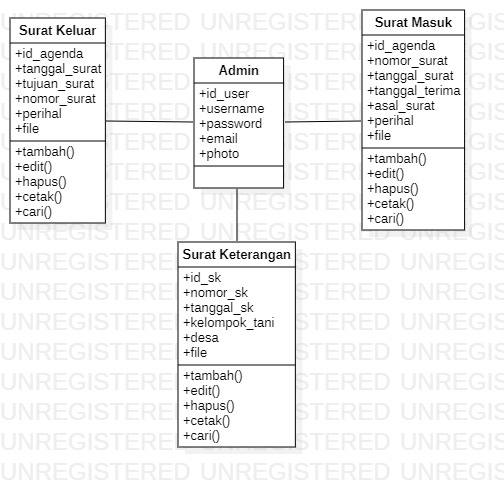 Surat Keluar
+id_agenda
+tanggal_surat
+tujuan_surat
+nomor_surat
+perihal
+file
+tambah()
+edit()
+hapus()
+cetak()
+cari()
Admin
+id_user
+username
+password
+email
+photo
Surat Masuk
+id_agenda
+nomor_surat
+tanggal_surat
+tanggal_terima
+asal_surat
+perihal
+file
+tambah()
+edit()
+hapus()
+cetak()
+cari()
Surat Keterangan
+id_sk
+nomor_sk
+tanggal_sk
+kelompok_tani
+desa
+file
+tambah()
+edit()
+hapus()
+cetak()
+cari()
UNREGISTERED UNREGISTERED UNREGISTERED